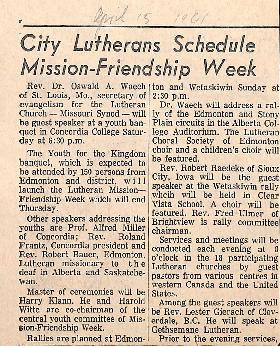 April 5
City Lutherans Schedule
Mission-Friendship Week
Rev. Dr. Oswald A. Waech
of St. Louis, Mo., secretary of
evangelism for the Lutheran
Church — Missouri Synod — will
be guest speaker at a youth ban-
quet in Concordia College Satur-
day at 6:30 p.m.
The Youth for the Kingdom
banquet, which is expected to
be attended by 150 persons from
Edmonton and district, will
launch the Lutheran Mission—
Friendship Week which will end
Thursday.
Other speakers addressing the
youths are Prof. Alfred Miller
of Concordia; Rev. Roland
Frantz, Concordia president and
Rev. Robert Bauer, Edmonton,
Lutheran missionary to the
deaf in Alberta and Saskatche-
wan.
Master of ceremonies will be
Harry Klann. He and Harold
Witte are co-chairman of the
central youth committee of Mis-
sion-Friendship Week.
Rallies are planned at Edmon-
ton and Wetaskiwin Sunday at
2:30 p.m.
Dr. Waech will address a ral-
ly of the Edmonton and Stony
Plain circuits in the Alberta Col-
lege Auditorium. The Lutheran
Choral Society of Edmonton
choir and a children's choir will
be featured.
Rev. Robert Raedeke of Sioux
City, Iowa will be the guest
speaker at the Wetaskiwin rally
which will be held in Clear
Vista School. A choir will be
featured. Rev. Fred Ulmer of
Brightview is rally committee
chairman.
Services and meetings will be
conducted each evening at 8
o'clock in the 18 participating
Lutheran churches by guest
pastors from various centres in
western Canada and the United
States.
Among the guest speakers will
be Rev. Lester Gierach of Clov-
erdale, B.C. He will speak at
Gethsemane Lutheran.
Prior to the evening services,